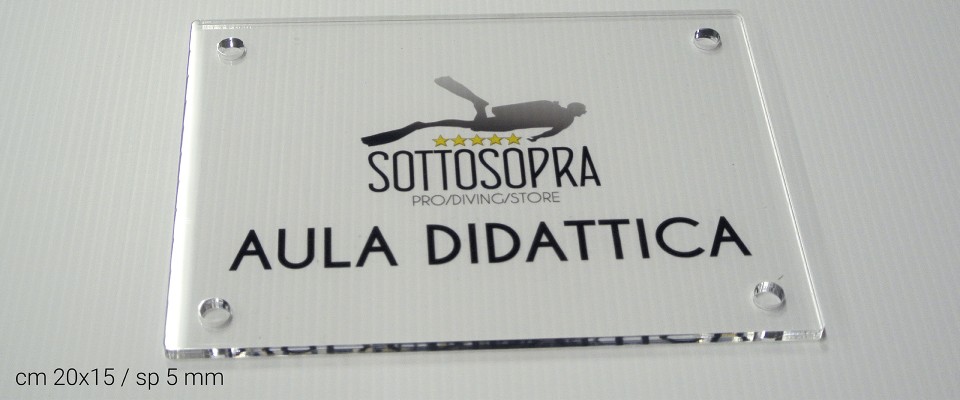 SOTTOSOPRA
PRO/DIVING/STORE
AULA DIDATTICA
cm 20x15 / sp 5 mm